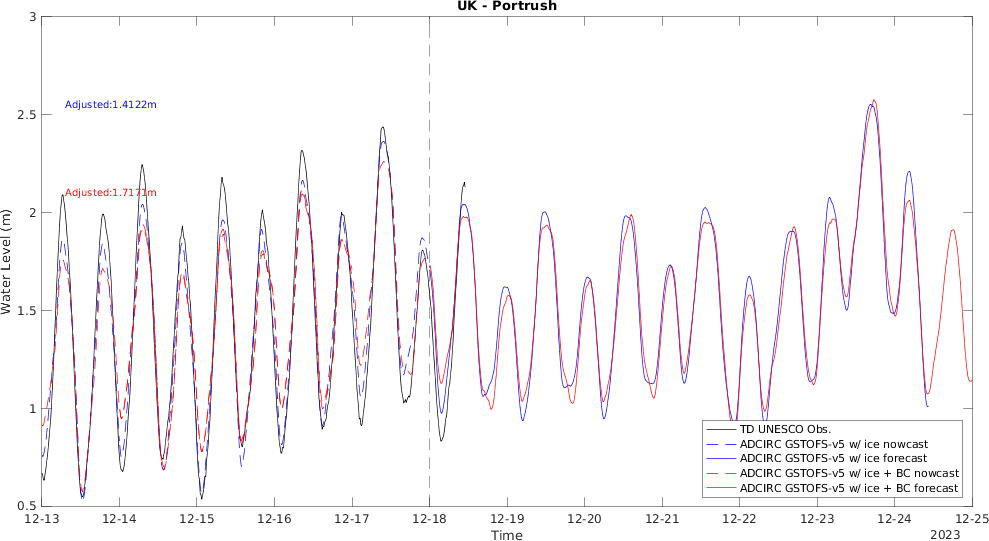 UK - Portrush
3
2.5
2
1.5
1
0.5
Water Level (m)
Adjusted:1.4122m
Adjusted:1.7171m
TD UNESCO Obs.
ADCIRC GSTOFS-v5 w/ ice nowcast
ADCIRC GSTOFS-v5 w/ ice forecast
ADCIRC GSTOFS-v5 w/ ice + BC nowcast
ADCIRC GSTOFS-v5 w/ ice + BC forecast
12-13 12-14 12-15 12-16 12-17 12-18 12-19 12-20 12-21 12-22 12-23 12-24 12-25
Time
2023